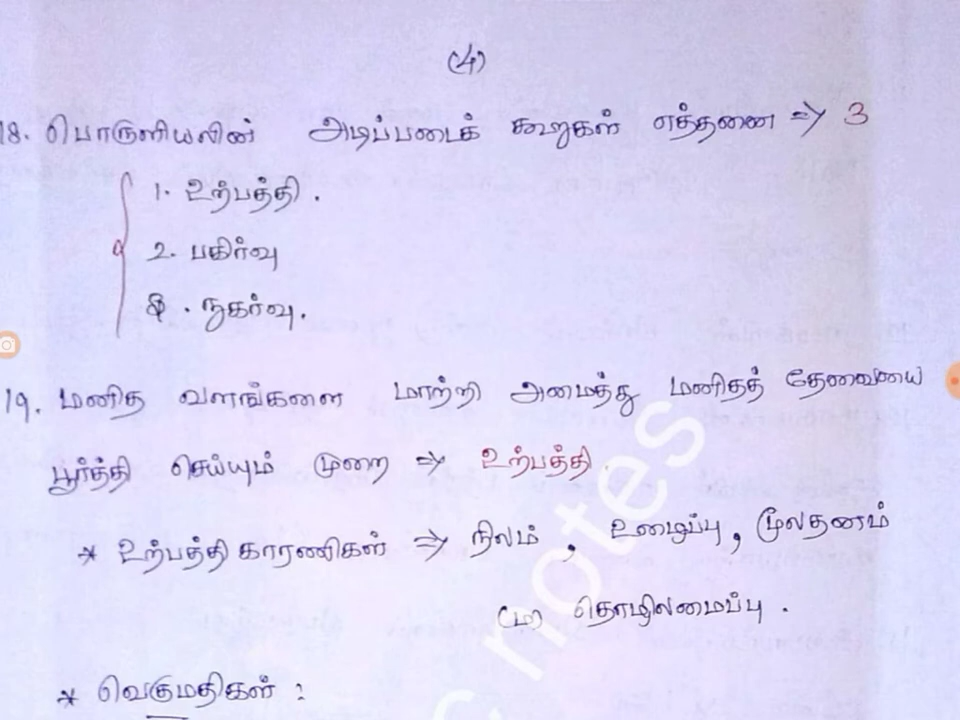 (4)
18. பொருளியலின் அடிப்படைக் கூறுகள் எத்தனை => 3
1. உற்பத்தி .
2. பகிர்வு
3. நுகர்வு.
19. மனித வளங்களை மாற்றி அமைத்து மனிதத் தேவையை
பூர்த்தி செய்யும் முறை => உற்பத்தி.
* உற்பத்தி காரணிகள் => நிலம் , உழைப்பு, மூலதனம்
(ம) தொழிலமைப்பு .
* வெகுமதிகள் :
notes